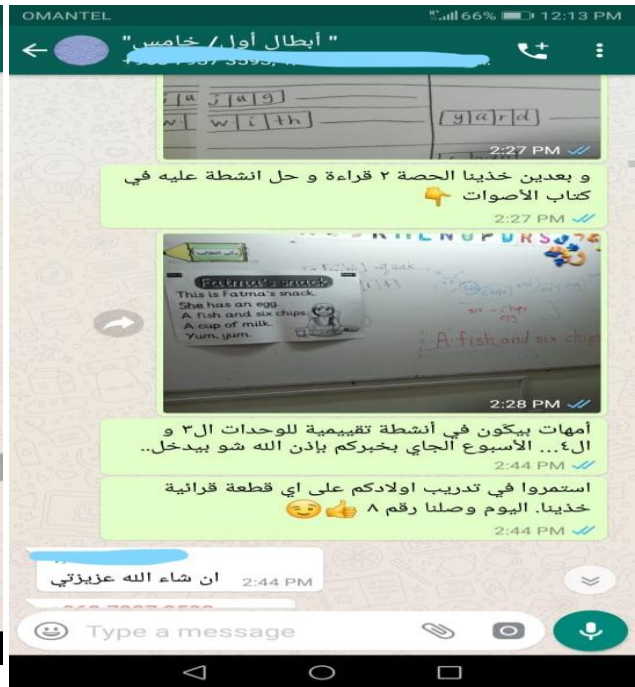 OMANTEL
66% 12:13 PM
" أبطال أول/ خامس"
j a g
w i th
y a r d
2:27 PM
و بعدين خذينا الحصة ٢ قراءة و حل انشطة عليه في
كتاب الأصوات 👇
2:27 PM
Fatma's snack
This is Fatma's snack.
She has an egg.
A fish and six chips.
A cup of milk.
Yum, yum.
A fish and six chips
2:28 PM
أمهات بيكون في أنشطة تقييمية للوحدات ال٣ و
ال٤... الأسبوع الجاي بخبركم بإذن الله شو بيدخل..
2:44 PM
استمروا في تدريب اولادكم على اي قطعة قرائية
خذينا. اليوم وصلنا رقم ٨ 👍😉
2:44 PM
ان شاء الله عزيزتي
2:44 PM
Type a message